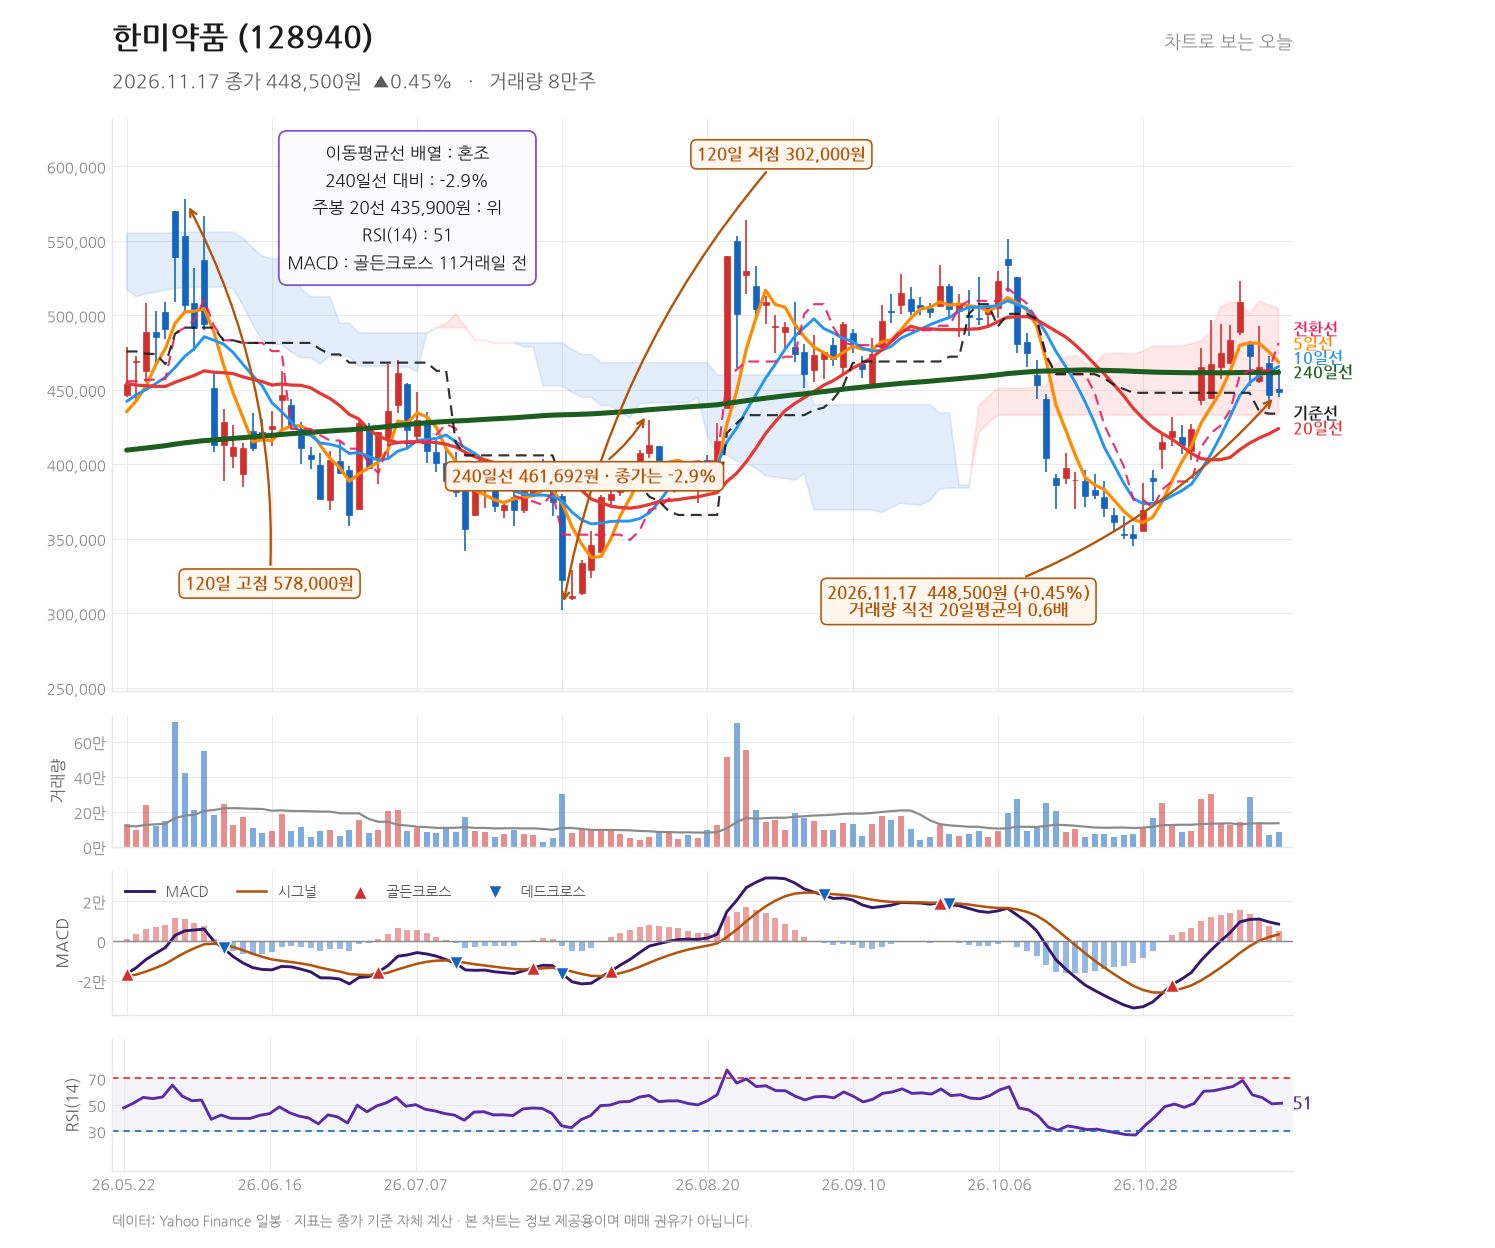 한미약품 (128940)
차트로 보는 오늘
2026.11.17 종가 448,500원 ▲0.45% · 거래량 8만주
600,000
550,000
500,000
450,000
400,000
350,000
300,000
250,000
이동평균선 배열 : 혼조
240일선 대비 : -2.9%
주봉 20선 435,900원 : 위
RSI(14) : 51
MACD : 골든크로스 11거래일 전
120일 저점 302,000원
240일선 461,692원 · 종가는 -2.9%
120일 고점 578,000원
2026.11.17 448,500원 (+0.45%)
거래량 직전 20일평균의 0.6배
전환선
5일선
10일선
240일선
기준선
20일선
거래량
60만
40만
20만
0만
MACD
2만
0
-2만
MACD
시그널
골든크로스
데드크로스
RSI(14)
70
50
30
51
26.05.22
26.06.16
26.07.07
26.07.29
26.08.20
26.09.10
26.10.06
26.10.28
데이터: Yahoo Finance 일봉 · 지표는 종가 기준 자체 계산 · 본 차트는 정보 제공용이며 매매 권유가 아닙니다.